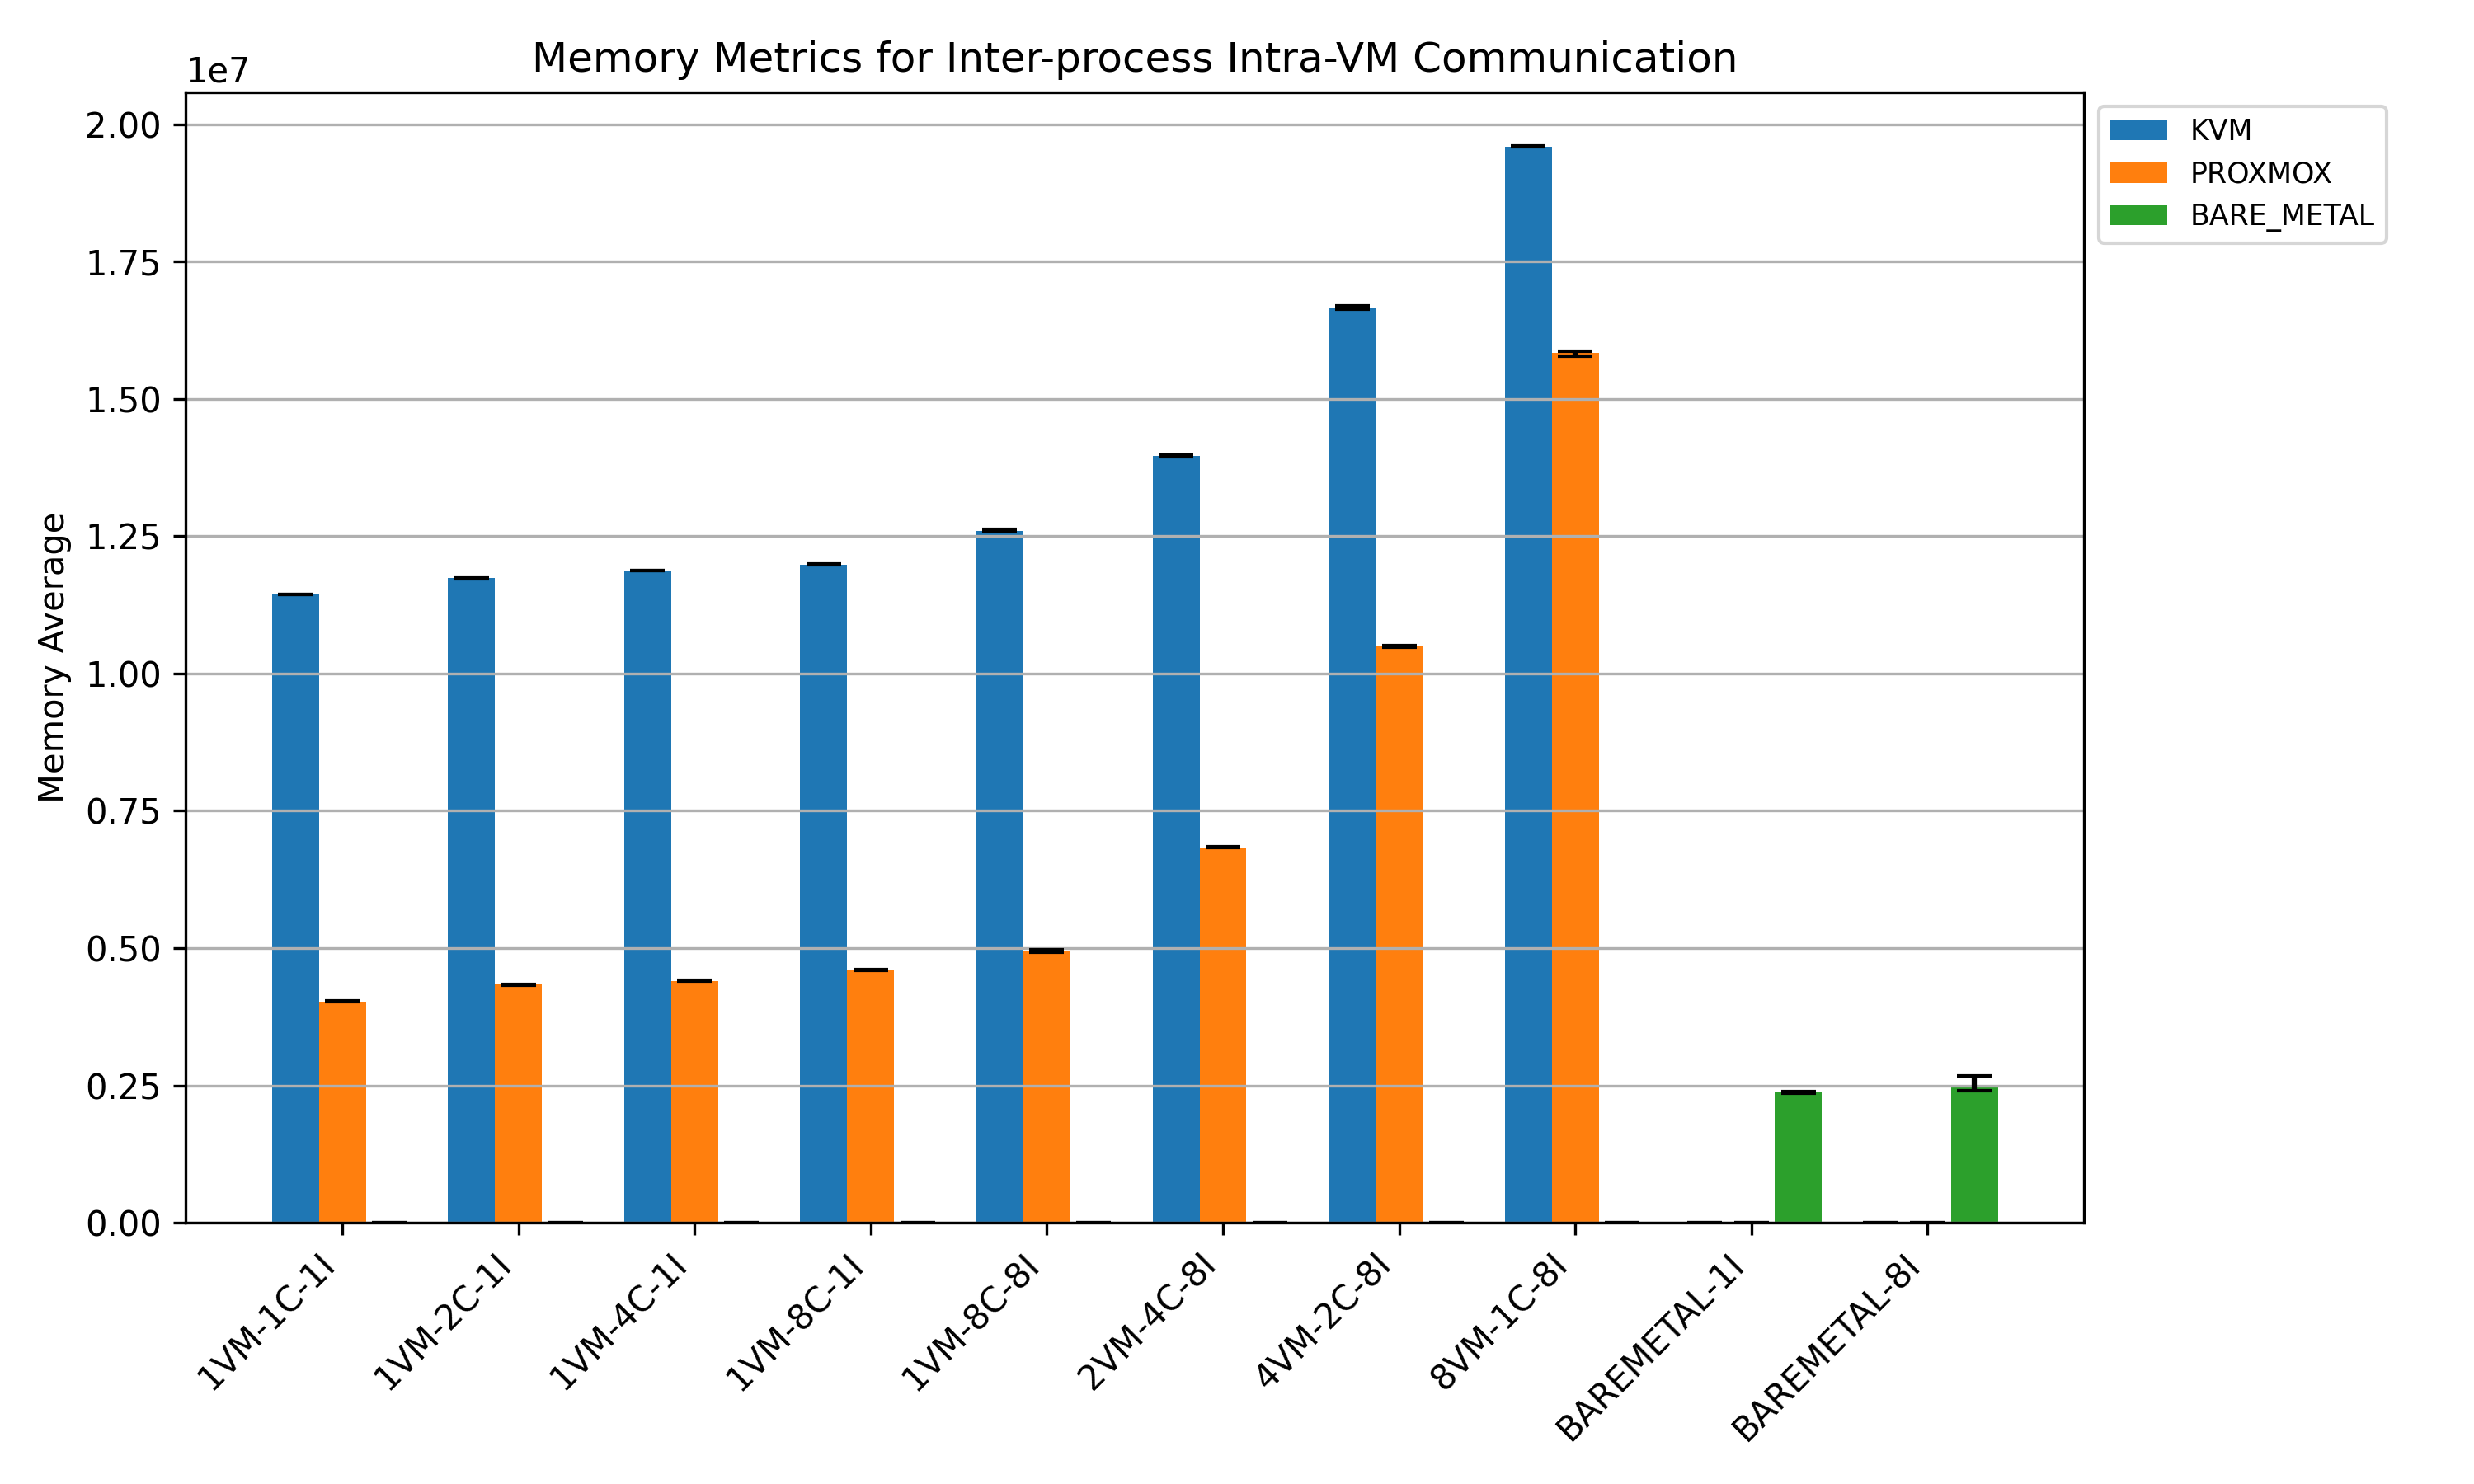 Memory Metrics for Inter-process Intra-VM Communication
1e7
2.00
1.75
1.50
1.25
1.00
0.75
0.50
0.25
0.00
Memory Average
KVM
PROXMOX
BARE_METAL
1VM-1C-1I
1VM-2C-1I
1VM-4C-1I
1VM-8C-1I
1VM-8C-8I
2VM-4C-8I
4VM-2C-8I
8VM-1C-8I
BAREMETAL-1I
BAREMETAL-8I